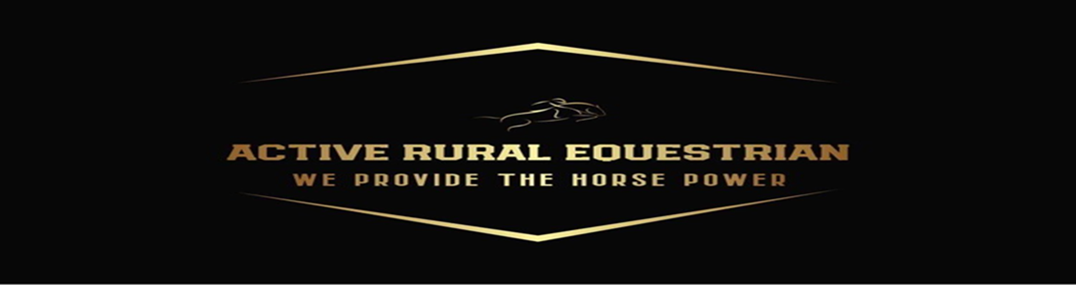 ACTIVE RURAL EQUESTRIAN
WE PROVIDE THE HORSE POWER